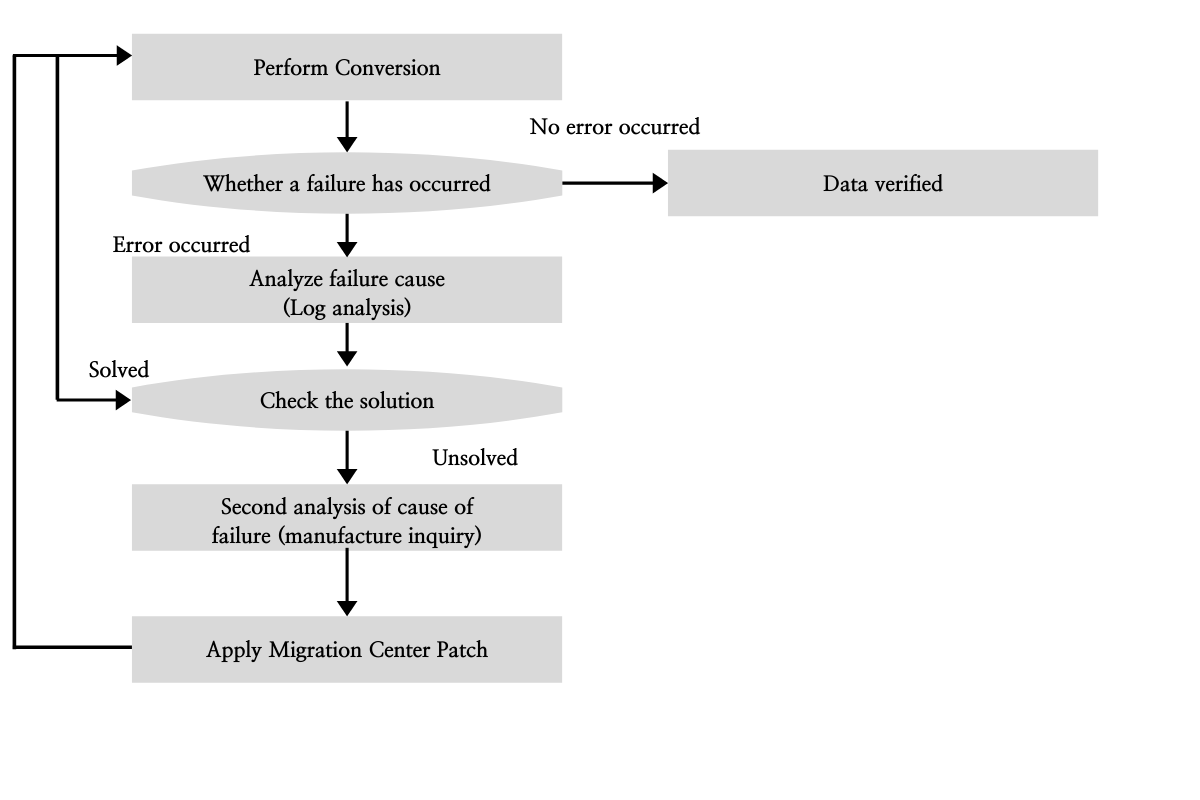 Perform Conversion
No error occurred
Whether a failure has occurred
Data verified
Error occurred
Analyze failure cause
(Log analysis)
Solved
Check the solution
Unsolved
Second analysis of cause of
failure (manufacture inquiry)
Apply Migration Center Patch